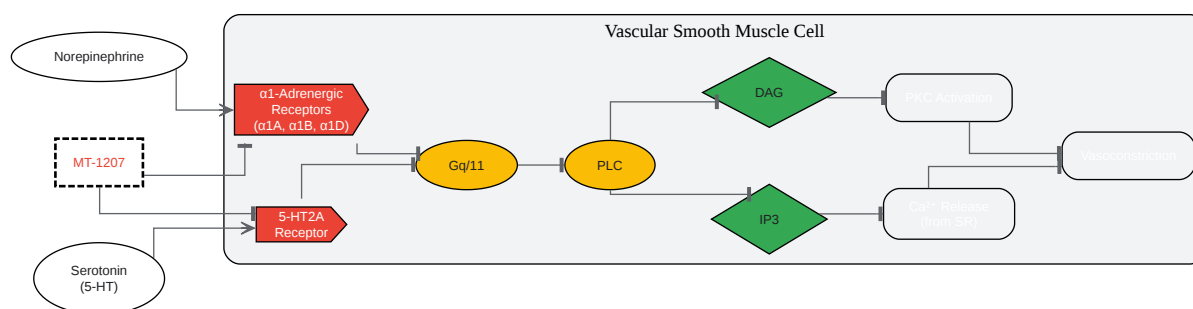 Vascular Smooth Muscle Cell
Norepinephrine
α1-Adrenergic
Receptors
(α1A, α1B, α1D)
MT-1207
5-HT2A
Receptor
Serotonin
(5-HT)
Gq/11
PLC
DAG
IP3
PKC Activation
Ca²⁺ Release
(from SR)
Vasoconstriction